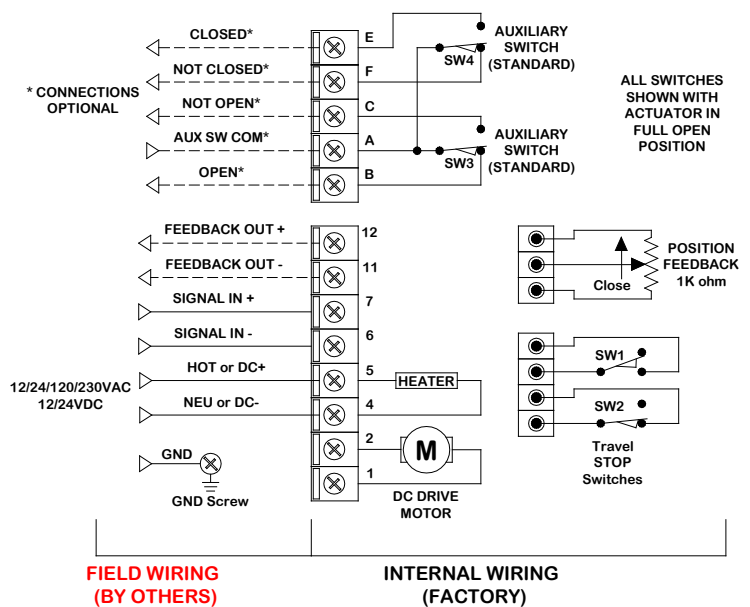 CLOSED*
E
AUXILIARY
SWITCH
(STANDARD)
SW4
NOT CLOSED*
F
* CONNECTIONS
OPTIONAL
NOT OPEN*
C
ALL SWITCHES
SHOWN WITH
ACTUATOR IN
FULL OPEN
POSITION
AUX SW COM*
A
AUXILIARY
SWITCH
(STANDARD)
SW3
OPEN*
B
FEEDBACK OUT +
12
FEEDBACK OUT -
11
POSITION
FEEDBACK
1K ohm
Close
SIGNAL IN +
7
SIGNAL IN -
6
SW1
HOT or DC+
5
HEATER
12/24/120/230VAC
12/24VDC
NEU or DC-
4
SW2
2
M
GND
1
Travel
STOP
Switches
GND Screw
DC DRIVE
MOTOR
FIELD WIRING
(BY OTHERS)
INTERNAL WIRING
(FACTORY)